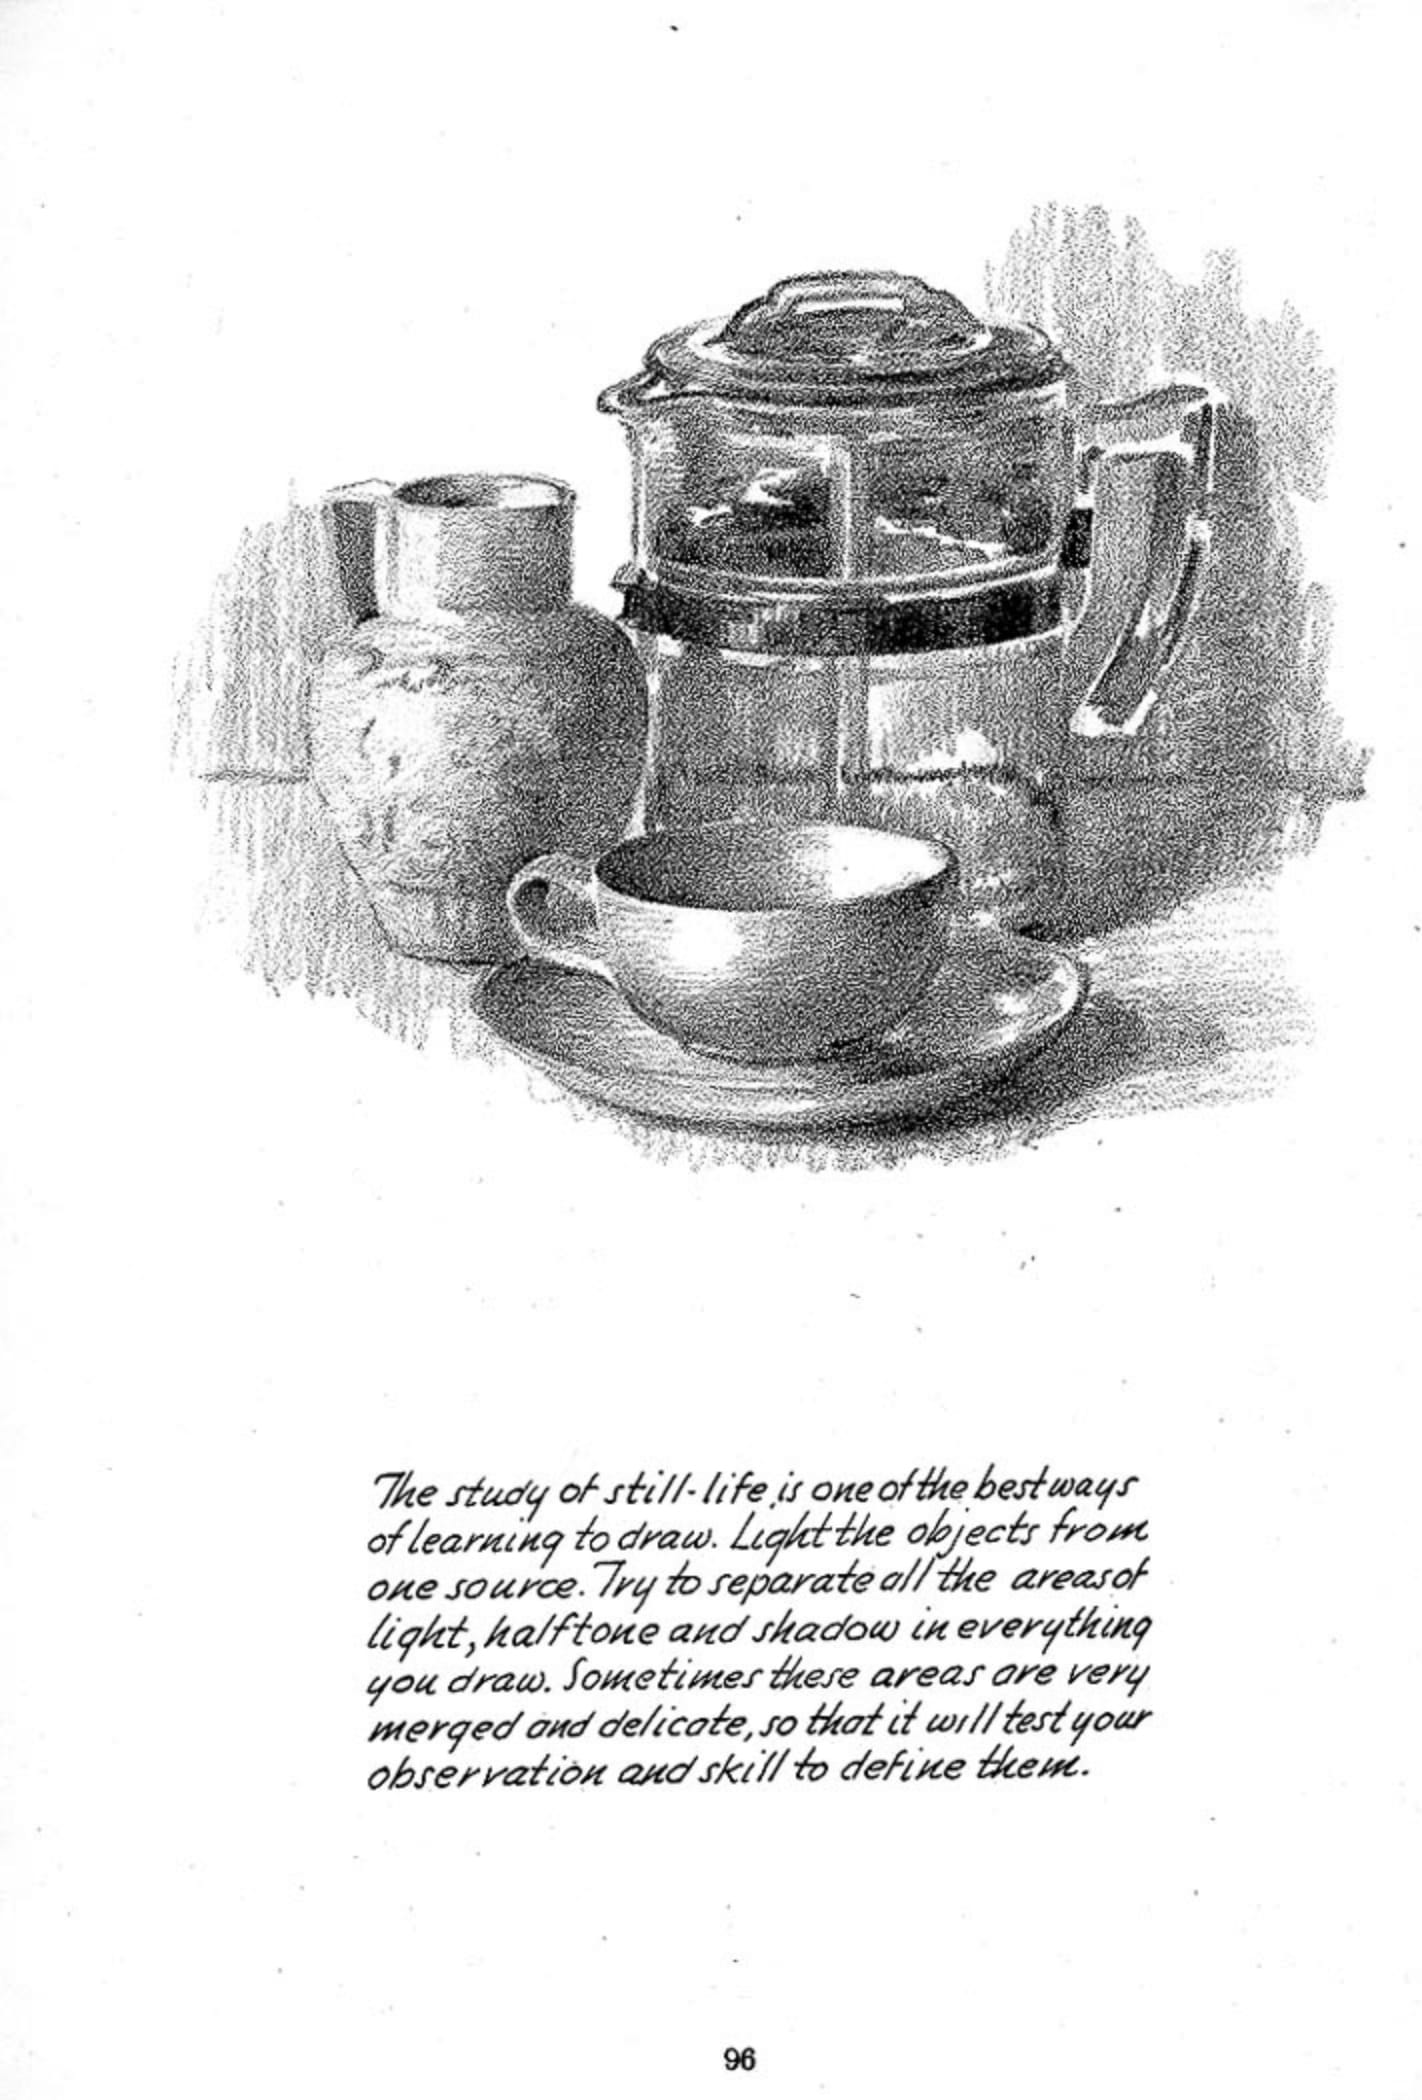 The study of still-life is one of the best ways
of learning to draw. Light the objects from
one source. Try to separate all the areas of
light, halftone and shadow in everything
you draw. Sometimes these areas are very
merged and delicate, so that it will test your
observation and skill to define them.
96